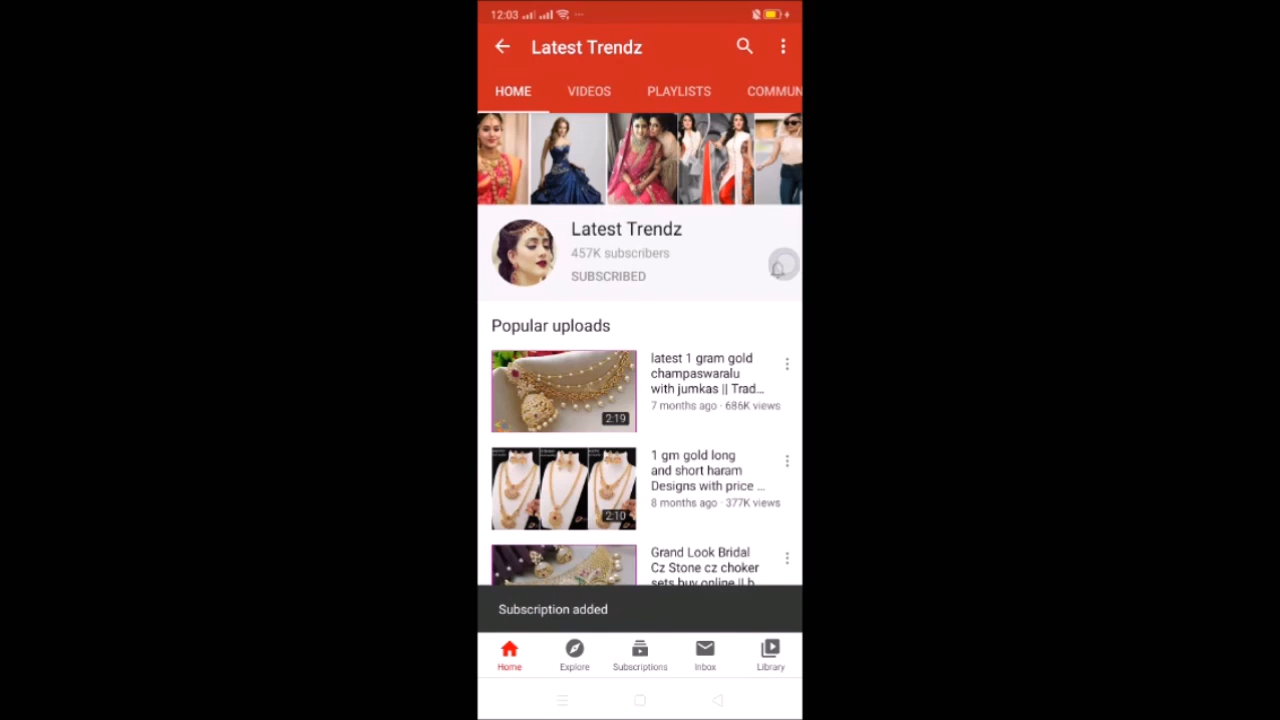 12:03
Latest Trendz
HOME VIDEOS PLAYLISTS COMMUN
Latest Trendz
457K subscribers
SUBSCRIBED
Popular uploads
latest 1 gram gold
champaswaralu
with jumkas || Trad...
7 months ago · 686K views
2:19
1 gm gold long
and short haram
Designs with price ...
8 months ago · 377K views
2:10
Grand Look Bridal
Cz Stone cz choker
sets buy online ||
Subscription added
Home Explore Subscriptions Inbox Library